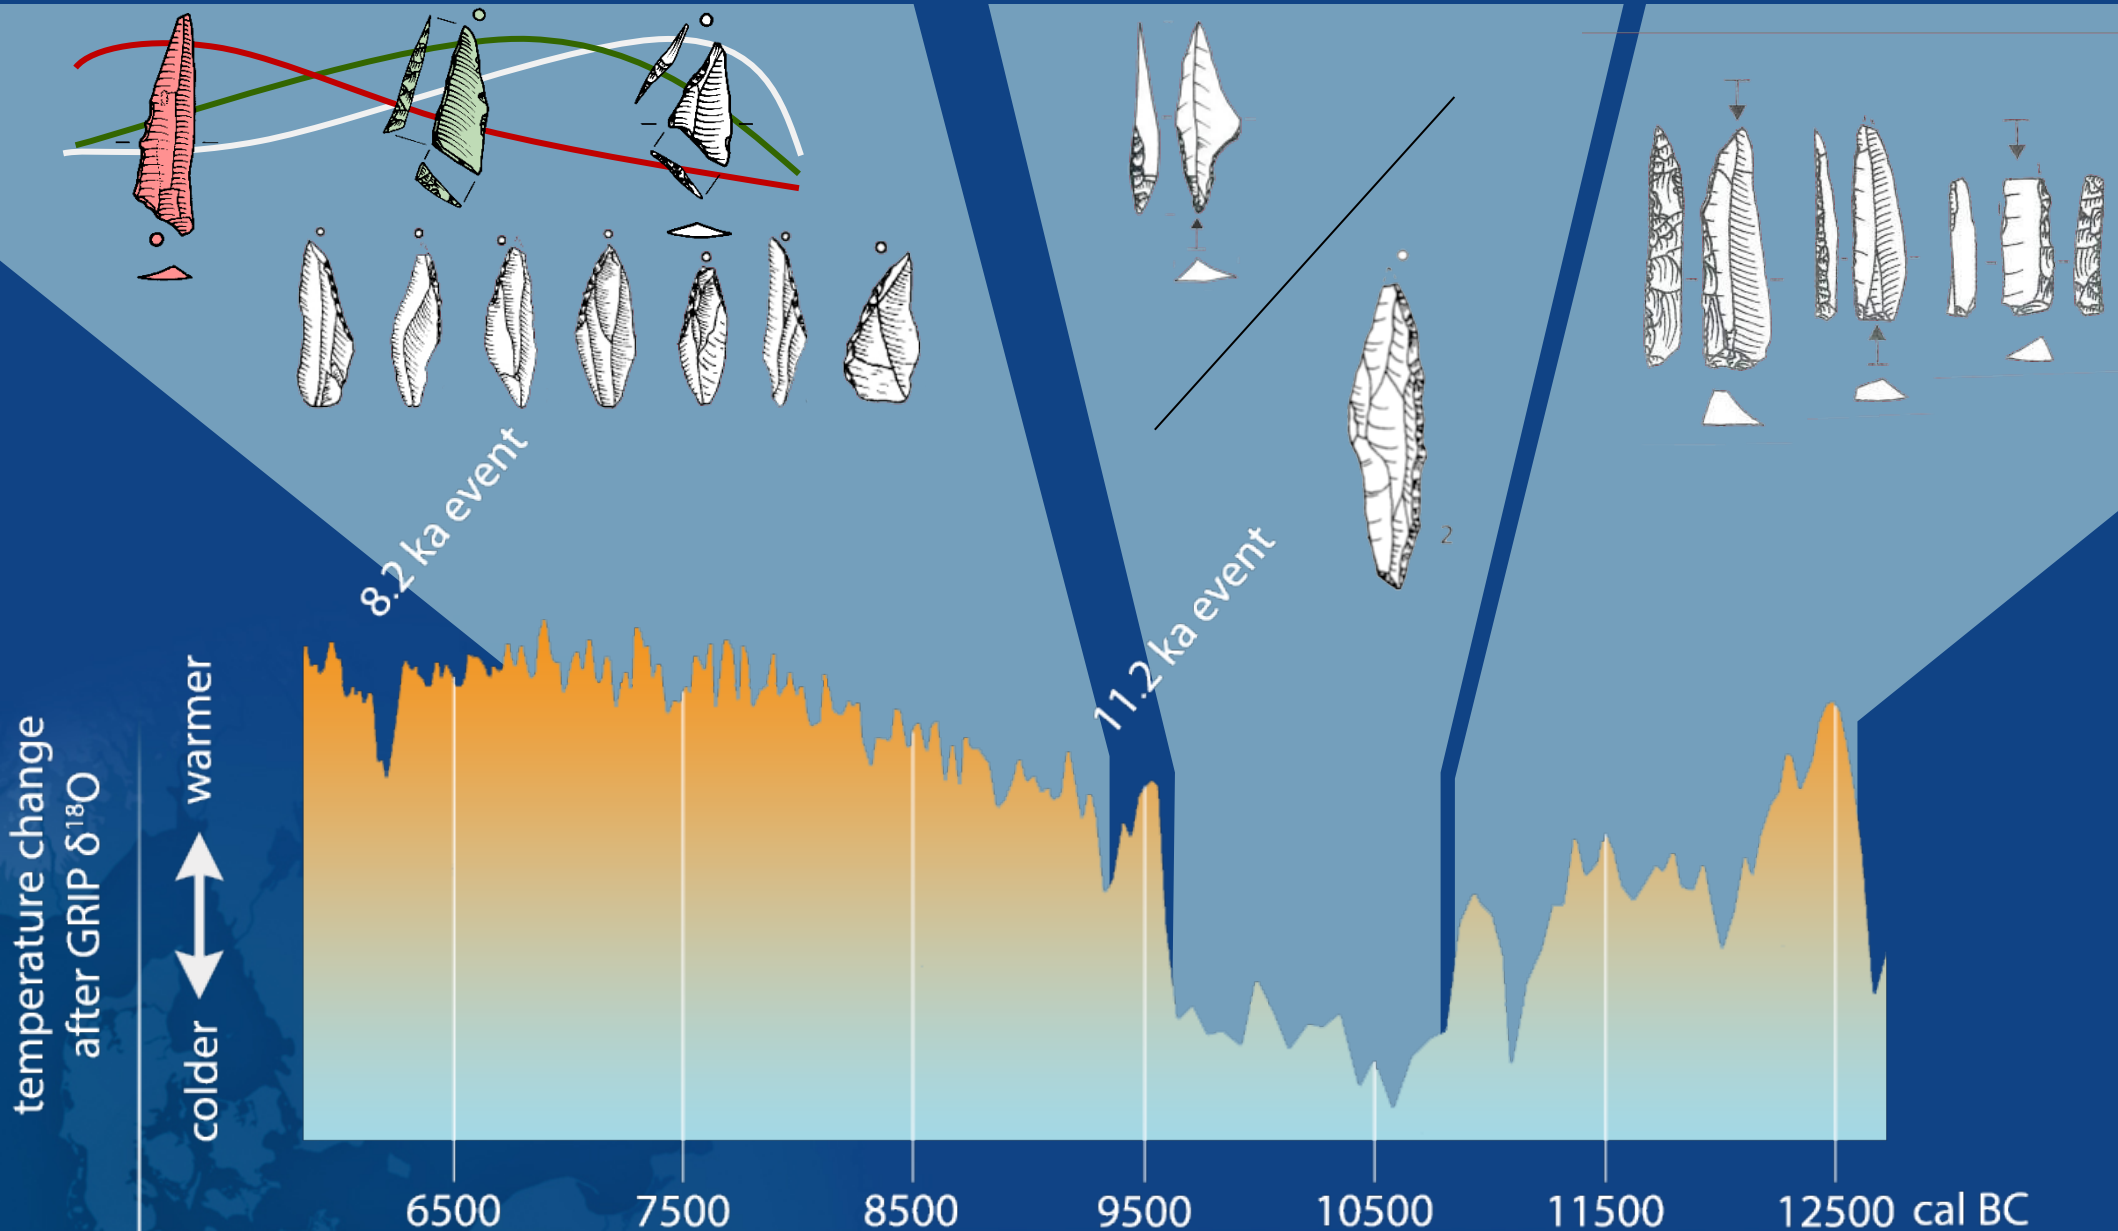 8.2 ka event
2
11.2 ka event
temperature change
after GRIP δ¹⁸O
warmer
colder
6500 7500 8500 9500 10500 11500 12500 cal BC